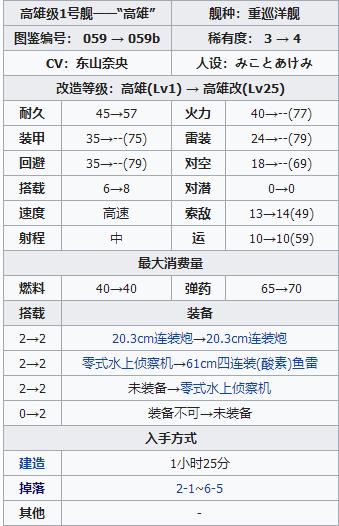 高雄级1号舰——“高雄” 舰种：重巡洋舰
图鉴编号： 059 → 059b 稀有度： 3 → 4
CV：东山奈央 人设：みことあけみ
改造等级：高雄(Lv1) → 高雄改(Lv25)
耐久 45→57 火力 40→--(77)
装甲 35→--(75) 雷装 24→--(79)
回避 35→--(79) 对空 18→--(69)
搭载 6→8 对潜 0→0
速度 高速 索敌 13→14(49)
射程 中 运 10→10(59)
最大消费量
燃料 40→40 弹药 65→70
搭载 装备
2→2 20.3cm连装炮→20.3cm连装炮
2→2 零式水上侦察机→61cm四连装(酸素)鱼雷
2→2 未装备→零式水上侦察机
0→2 装备不可→未装备
入手方式
建造 1小时25分
掉落 2-1~6-5
其他 -